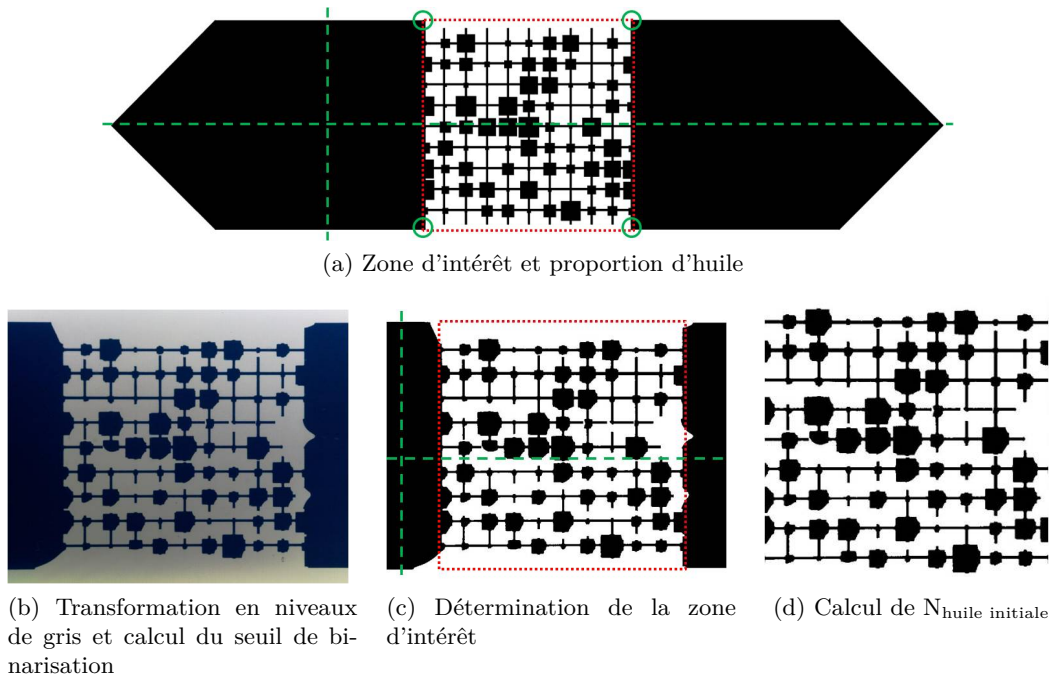 (a) Zone d'intérêt et proportion d'huile
(b) Transformation en niveaux
de gris et calcul du seuil de bi-
narisation
(c) Détermination de la zone
d'intérêt
(d) Calcul de N_huile initiale